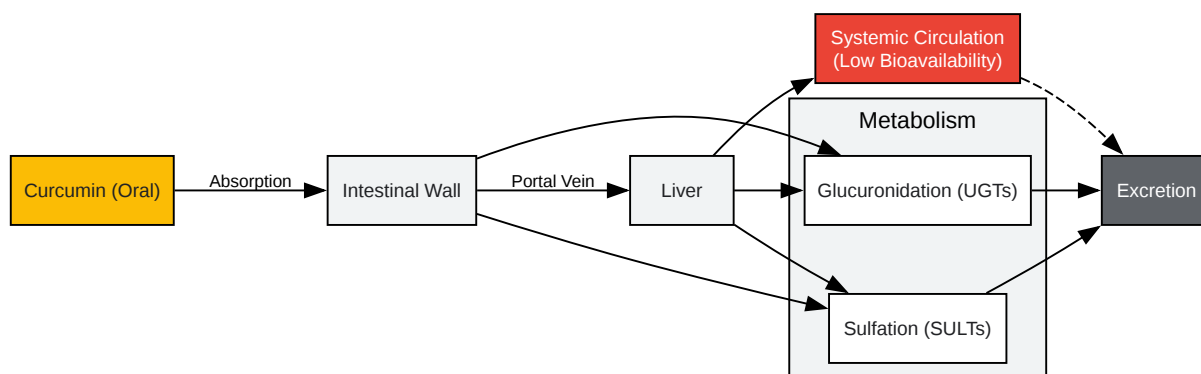 Systemic Circulation
(Low Bioavailability)
Metabolism
Curcumin (Oral)
Absorption
Intestinal Wall
Portal Vein
Liver
Glucuronidation (UGTs)
Excretion
Sulfation (SULTs)